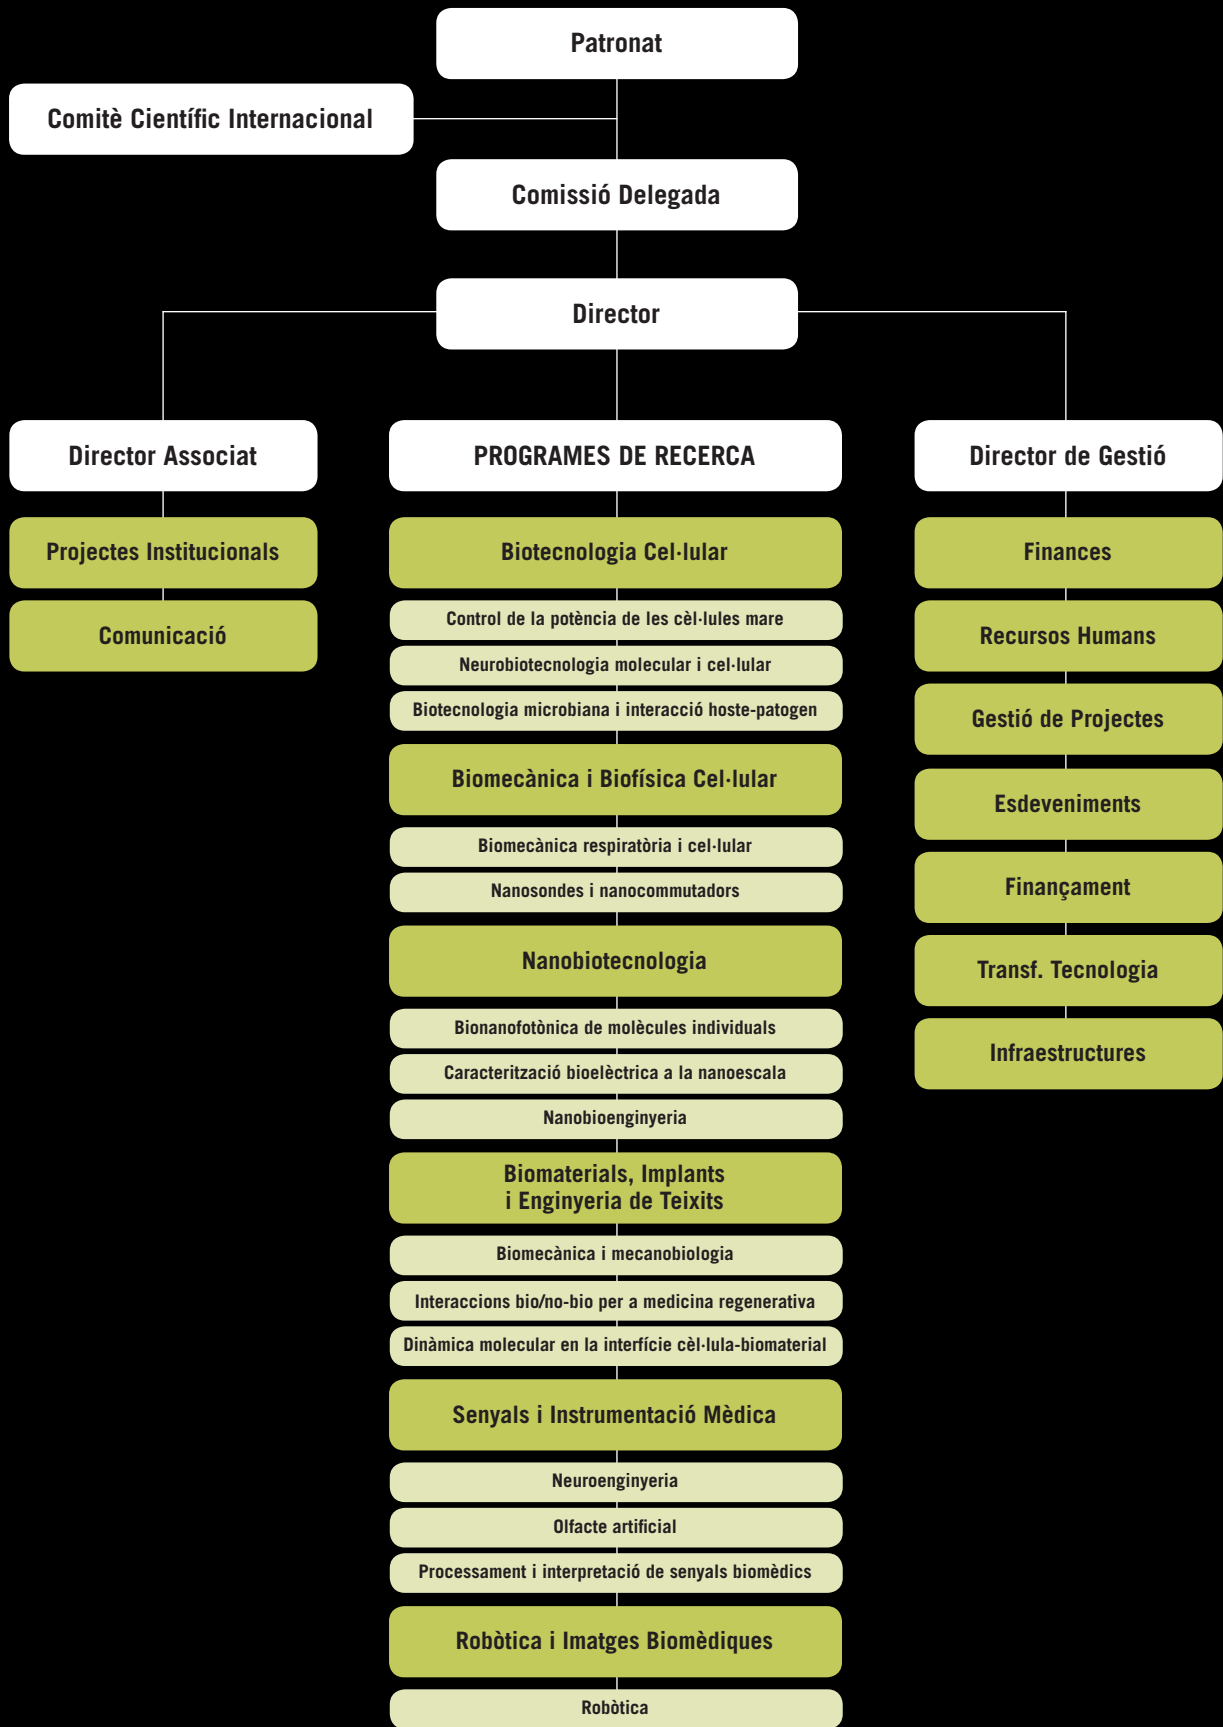 Patronat
Comitè Científic Internacional
Comissió Delegada
Director
Director Associat
Projectes Institucionals
Comunicació
PROGRAMES DE RECERCA
Biotecnologia Cel·lular
Control de la potència de les cèl·lules mare
Neurobiotecnologia molecular i cel·lular
Biotecnologia microbiana i interacció hoste-patogen
Biomecànica i Biofísica Cel·lular
Biomecànica respiratòria i cel·lular
Nanosondes i nanocommutadors
Nanobiotecnologia
Bionanofotònica de molècules individuals
Caracterització bioelèctrica a la nanoescala
Nanobioenginyeria
Biomaterials, Implants
i Enginyeria de Teixits
Biomecànica i mecanobiologia
Interaccions bio/no-bio per a medicina regenerativa
Dinàmica molecular en la interfície cèl·lula-biomaterial
Senyals i Instrumentació Mèdica
Neuroenginyeria
Olfacte artificial
Processament i interpretació de senyals biomèdics
Robòtica i Imatges Biomèdiques
Robòtica
Director de Gestió
Finances
Recursos Humans
Gestió de Projectes
Esdeveniments
Finançament
Transf. Tecnologia
Infraestructures